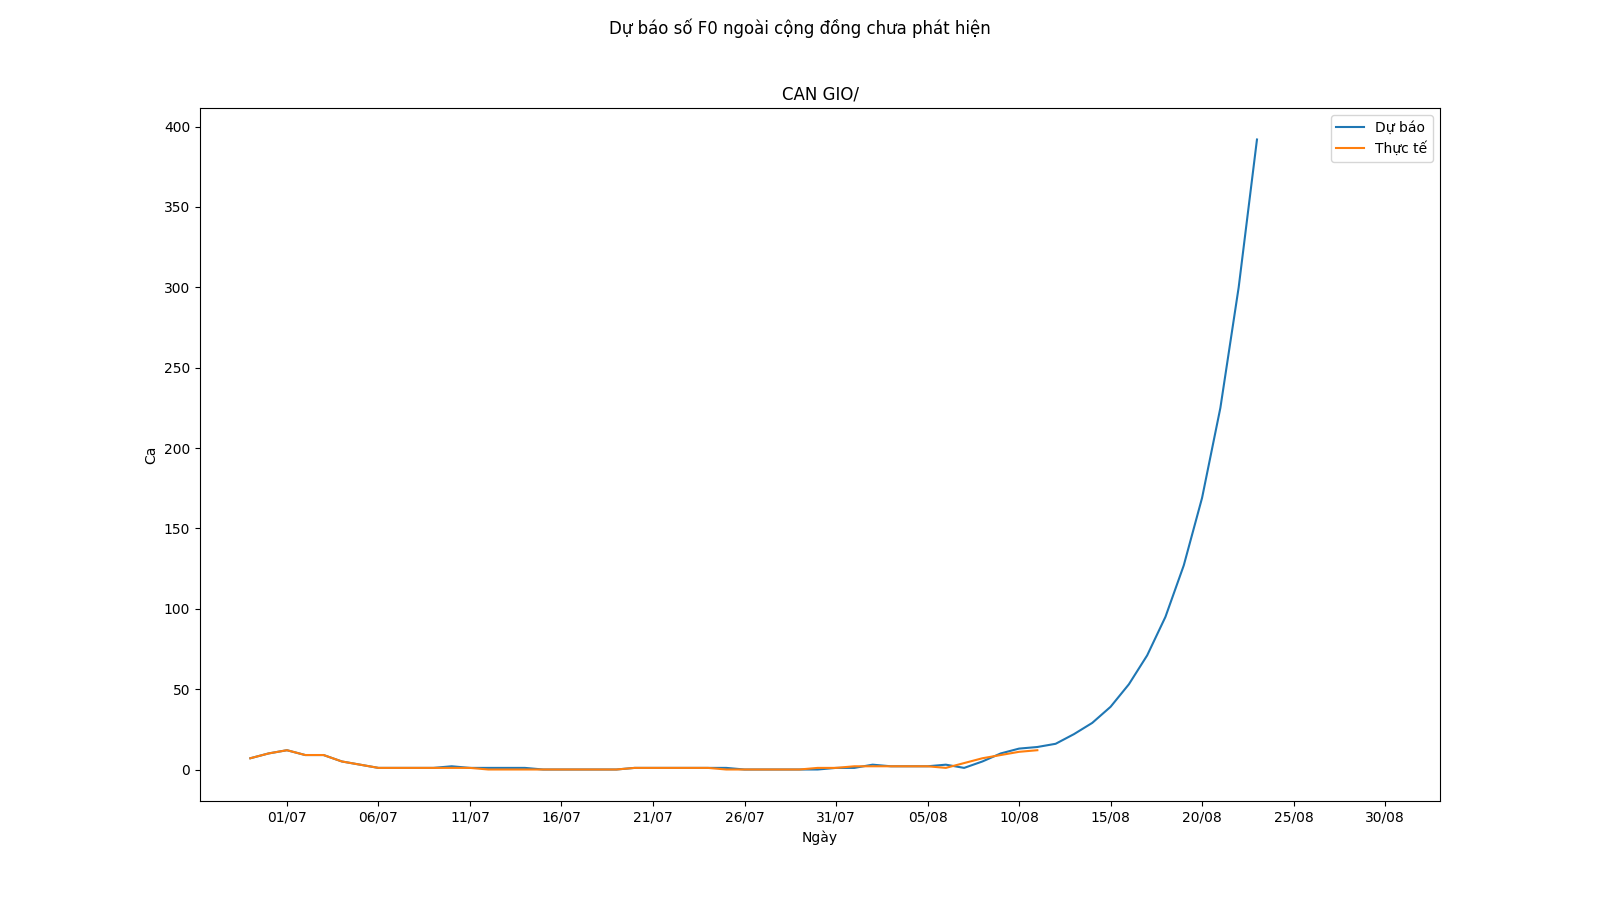 Dự báo số F0 ngoài cộng đồng chưa phát hiện
CAN GIO/
400
350
300
250
200
150
100
50
0
Ca
Dự báo
Thực tế
01/07 06/07 11/07 16/07 21/07 26/07 31/07 05/08 10/08 15/08 20/08 25/08 30/08
Ngày